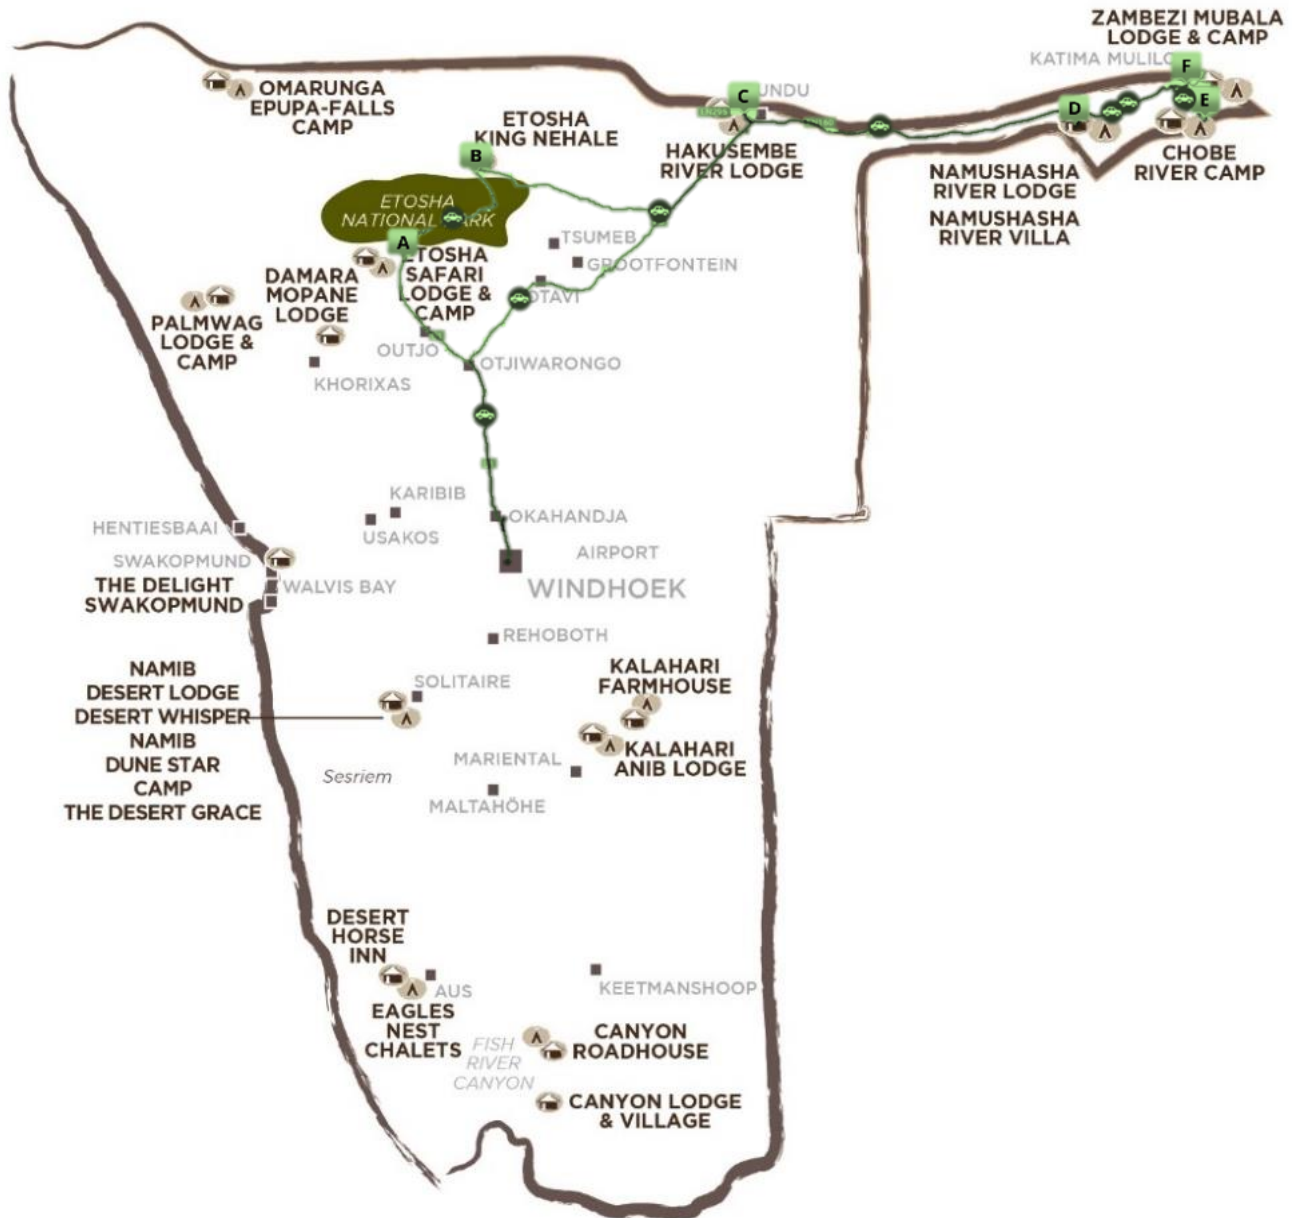 ZAMBEZI MUBALA
LODGE & CAMP
KATIMA MULILO
F
E
D
C
UNDU
OMARUNGA
EPUPA-FALLS
CAMP
ETOSHA
KING NEHALE
B
HAKUSEMBE
RIVER LODGE
NAMUSHASHA
RIVER LODGE
NAMUSHASHA
RIVER VILLA
CHOBE
RIVER CAMP
ETOSHA
NATIONAL PARK
A
TSUMEB
GROOTFONTEIN
OTAVI
ETOSHA
SAFARI
LODGE &
CAMP
DAMARA
MOPANE
LODGE
PALMWAG
LODGE &
CAMP
OUTJO
OTJIWARONGO
KHORIXAS
KARIBIB
USAKOS
OKAHANDJA
HENTIESBAAI
SWAKOPMUND
AIRPORT
WINDHOEK
WALVIS BAY
THE DELIGHT
SWAKOPMUND
REHOBOTH
NAMIB
DESERT LODGE
DESERT WHISPER
NAMIB
DUNE STAR
CAMP
THE DESERT GRACE
SOLITAIRE
KALAHARI
FARMHOUSE
Sesriem
MARIENTAL
KALAHARI
ANIB LODGE
MALTAHÖHE
DESERT
HORSE
INN
AUS
EAGLES
NEST
CHALETS
KEETMANSHOOP
FISH
RIVER
CANYON
CANYON
ROADHOUSE
CANYON LODGE
& VILLAGE